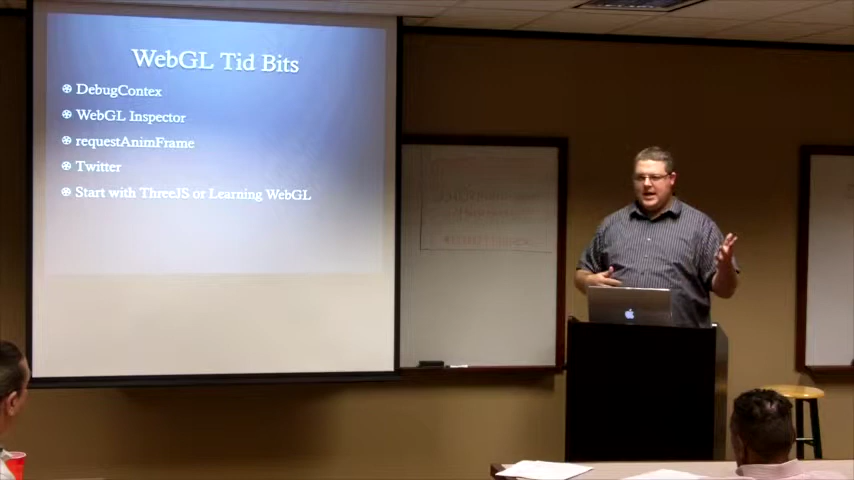 WebGL Tid Bits
DebugContex
WebGL Inspector
requestAnimFrame
Twitter
Start with ThreeJS or Learning WebGL